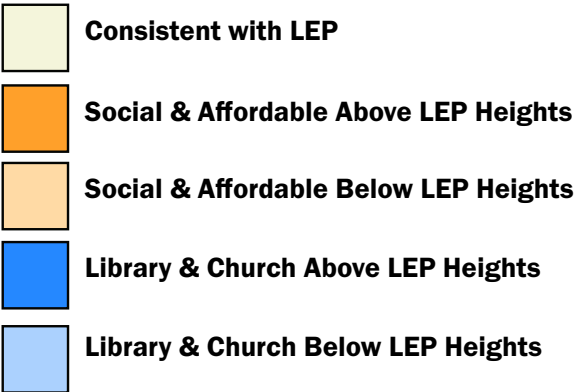 Consistent with LEP
Social & Affordable Above LEP Heights
Social & Affordable Below LEP Heights
Library & Church Above LEP Heights
Library & Church Below LEP Heights